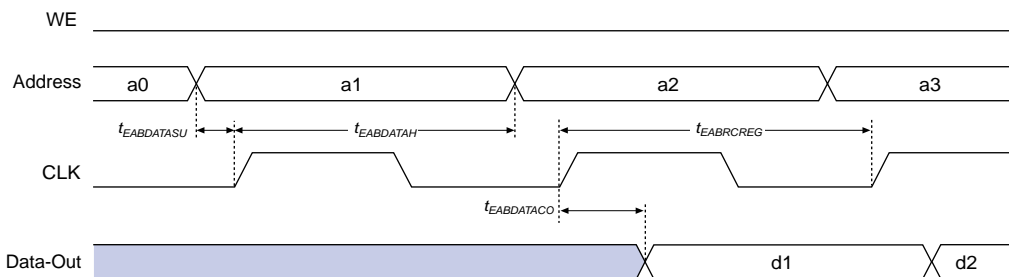 WE
Address a0 a1 a2 a3
tEABDATASU tEABDATAH tEABRCREG
CLK
tEABDATACO
Data-Out d1 d2